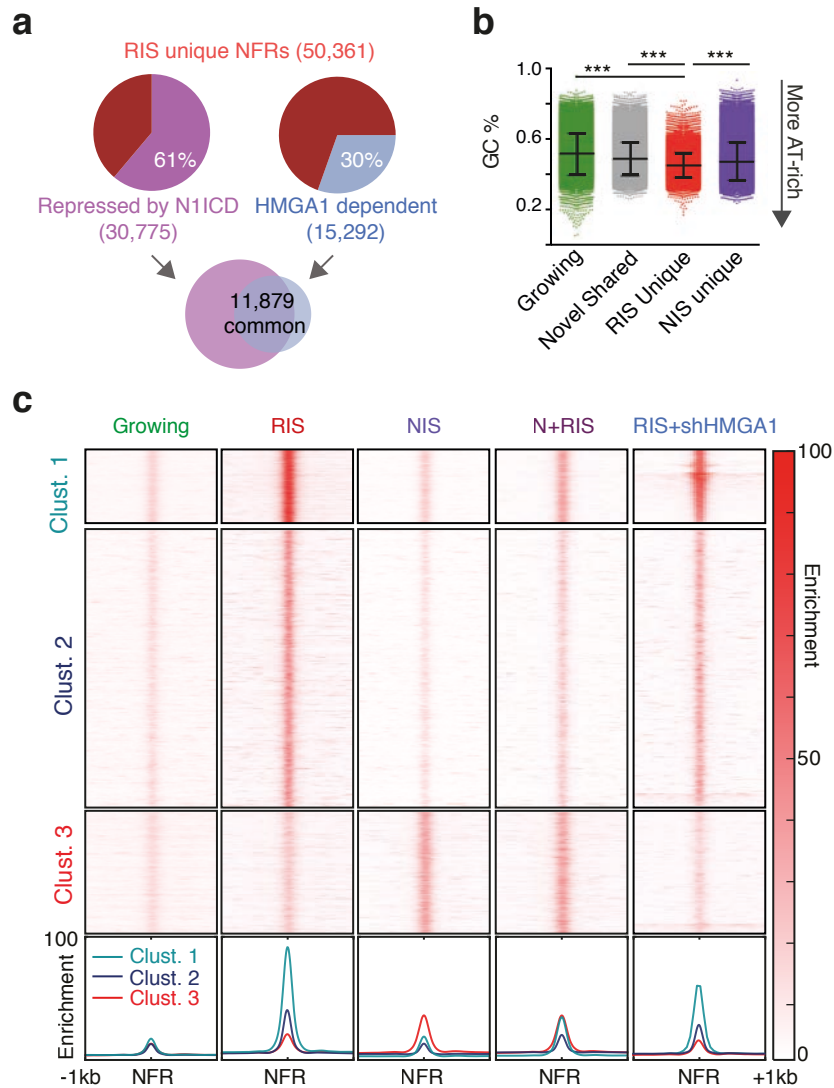 a
RIS unique NFRs (50,361)
61%
30%
Repressed by N1ICD
(30,775)
HMGA1 dependent
(15,292)
11,879
common
b
***
***
***
GC %
1.0
0.6
0.2
More AT-rich
Growing
Novel Shared
RIS Unique
NIS unique
c
Growing
RIS
NIS
N+RIS
RIS+shHMGA1
Clust. 1
Clust. 2
Clust. 3
100
50
0
Enrichment
100
0
Enrichment
Clust. 1
Clust. 2
Clust. 3
-1kb
NFR
NFR
NFR
NFR
NFR
+1kb